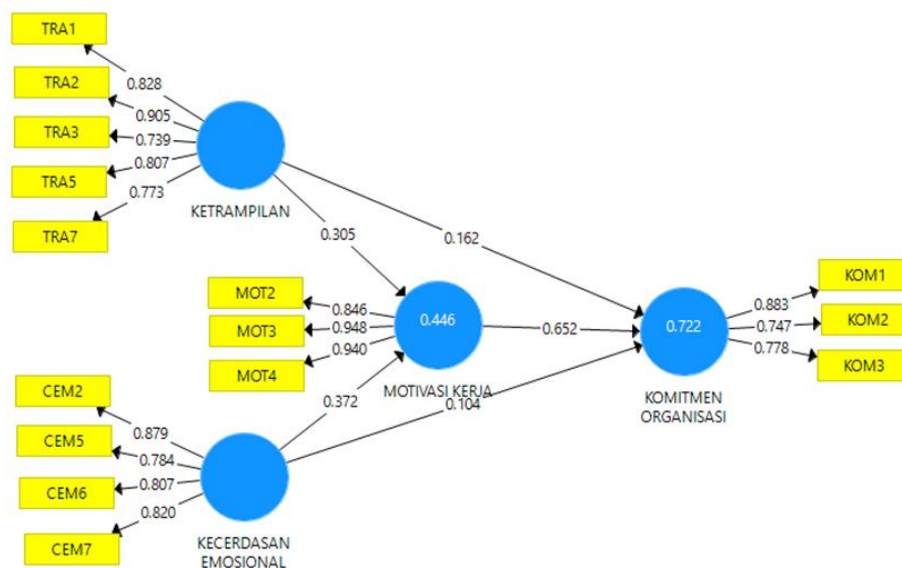 TRA1
0.828
TRA2
0.905
TRA3
0.739
TRA5
0.807
TRA7
0.773
KETRAMPILAN
0.305
0.162
MOT2
0.846
MOT3
0.948
MOT4
0.940
0.446
MOTIVASI KERJA
0.652
0.722
KOMITMEN
ORGANISASI
KOM1
0.883
KOM2
0.747
KOM3
0.778
0.372
0.104
CEM2
0.879
CEM5
0.784
CEM6
0.807
CEM7
0.820
KECERDASAN
EMOSIONAL